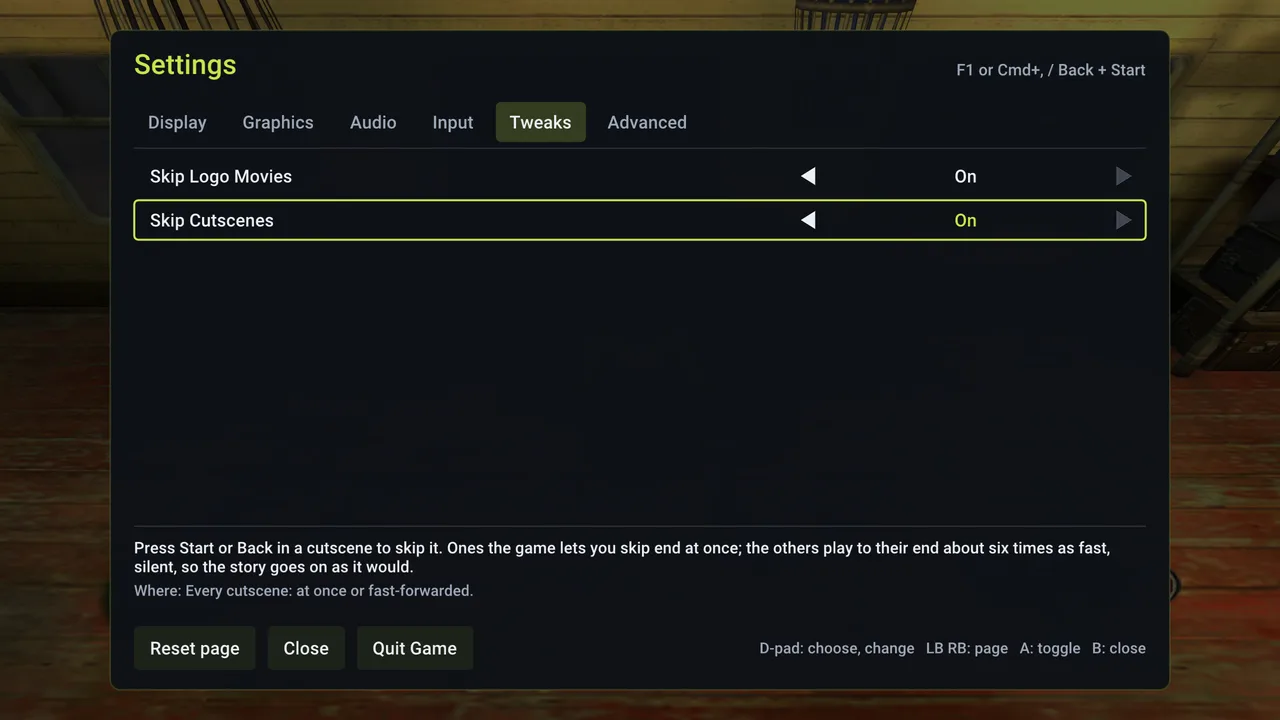 Settings
F1 or Cmd+, / Back + Start
Display Graphics Audio Input Tweaks Advanced
Skip Logo Movies On
Skip Cutscenes On
Press Start or Back in a cutscene to skip it. Ones the game lets you skip end at once; the others play to their end about six times as fast,
silent, so the story goes on as it would.
Where: Every cutscene: at once or fast-forwarded.
Reset page Close Quit Game D-pad: choose, change LB RB: page A: toggle B: close